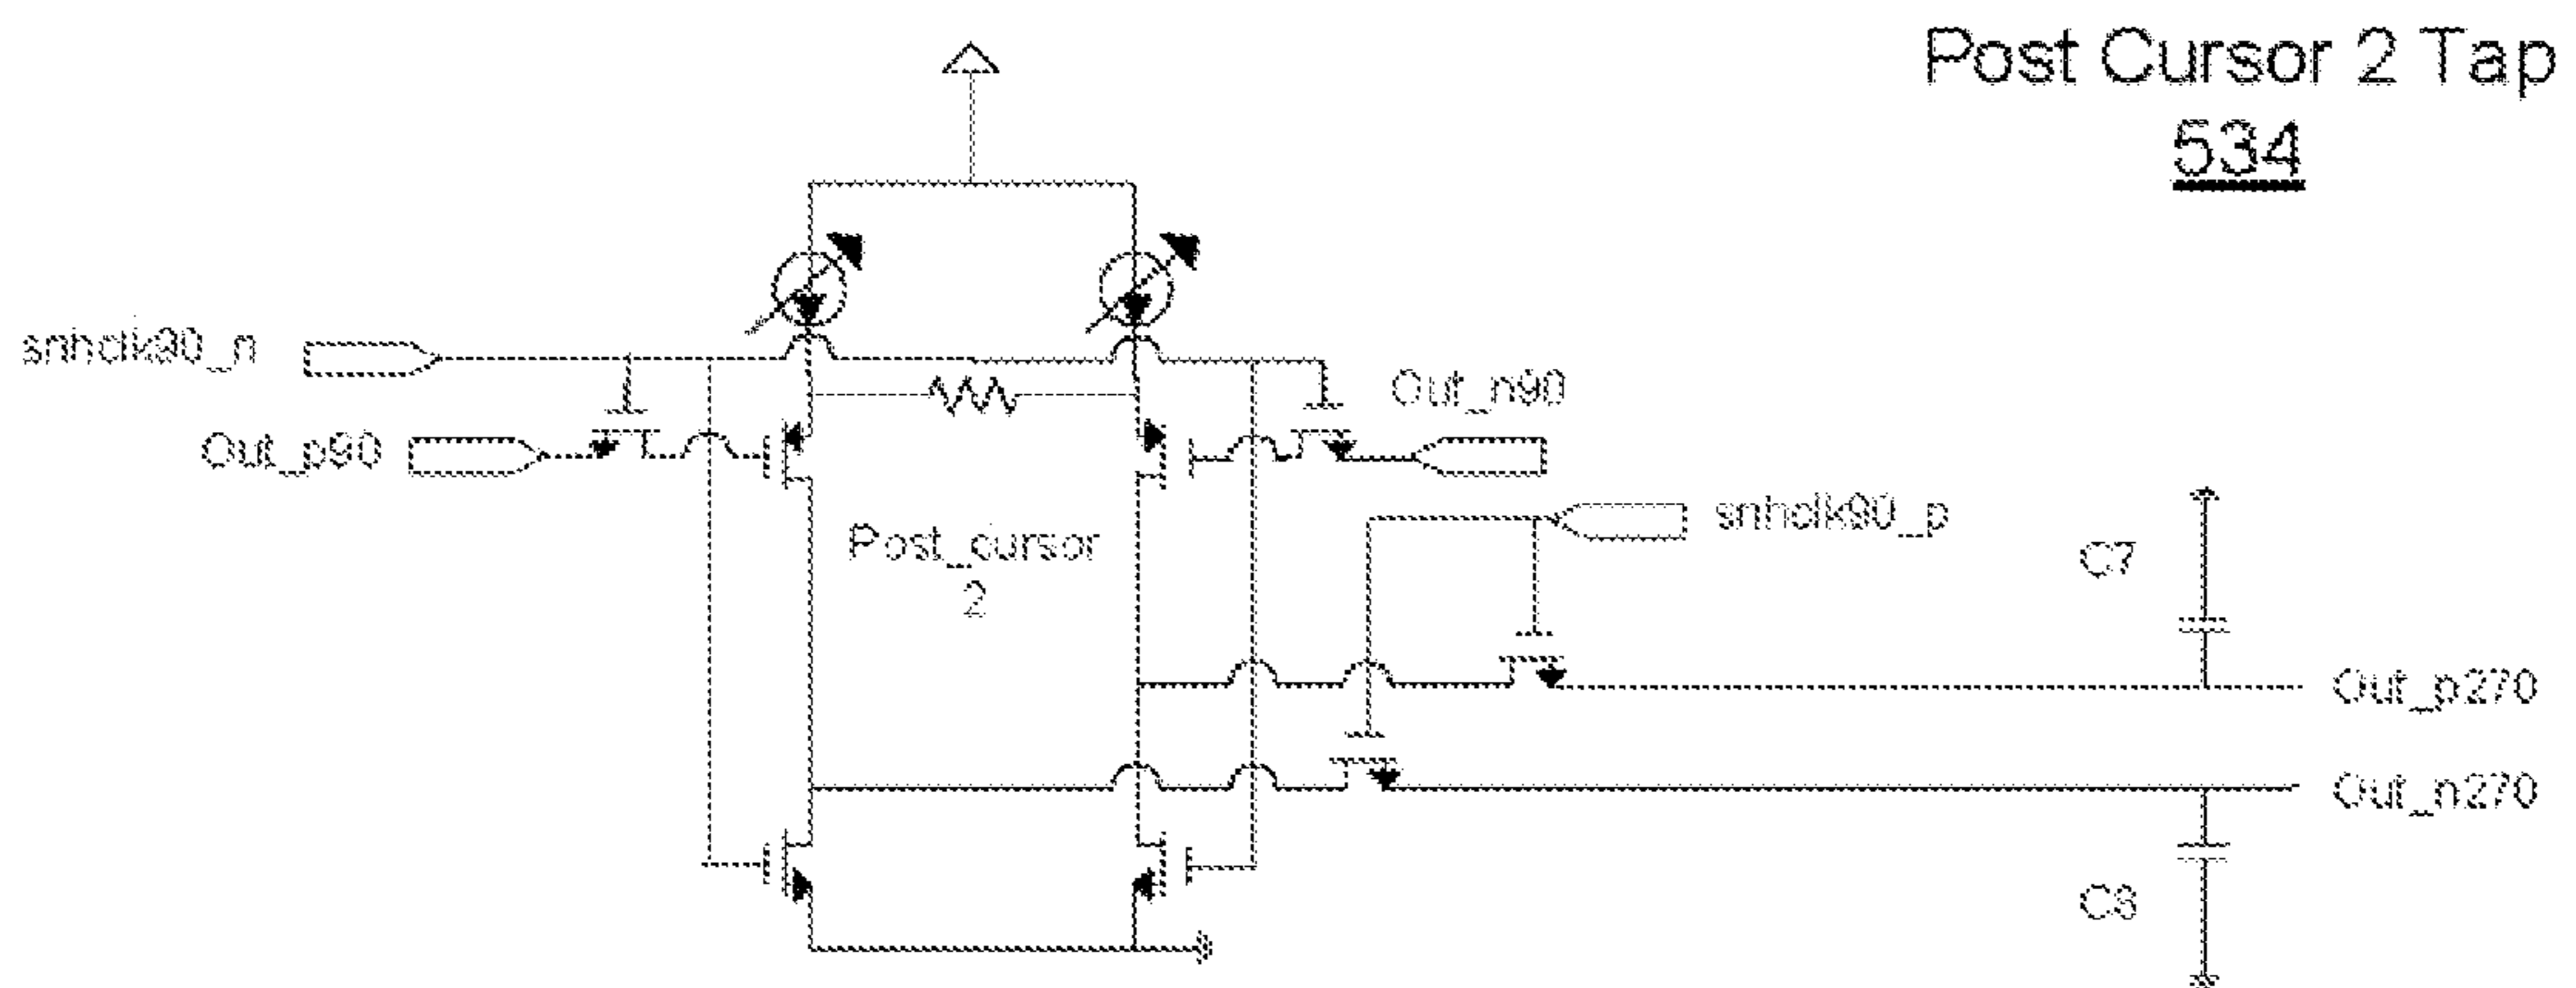 Post Cursor 2 Tap
534
snhclk90_n
Out_n90
Out_p90
snhclk90_p
Post_cursor
2
C7
Out_p270
Out_n270
C8